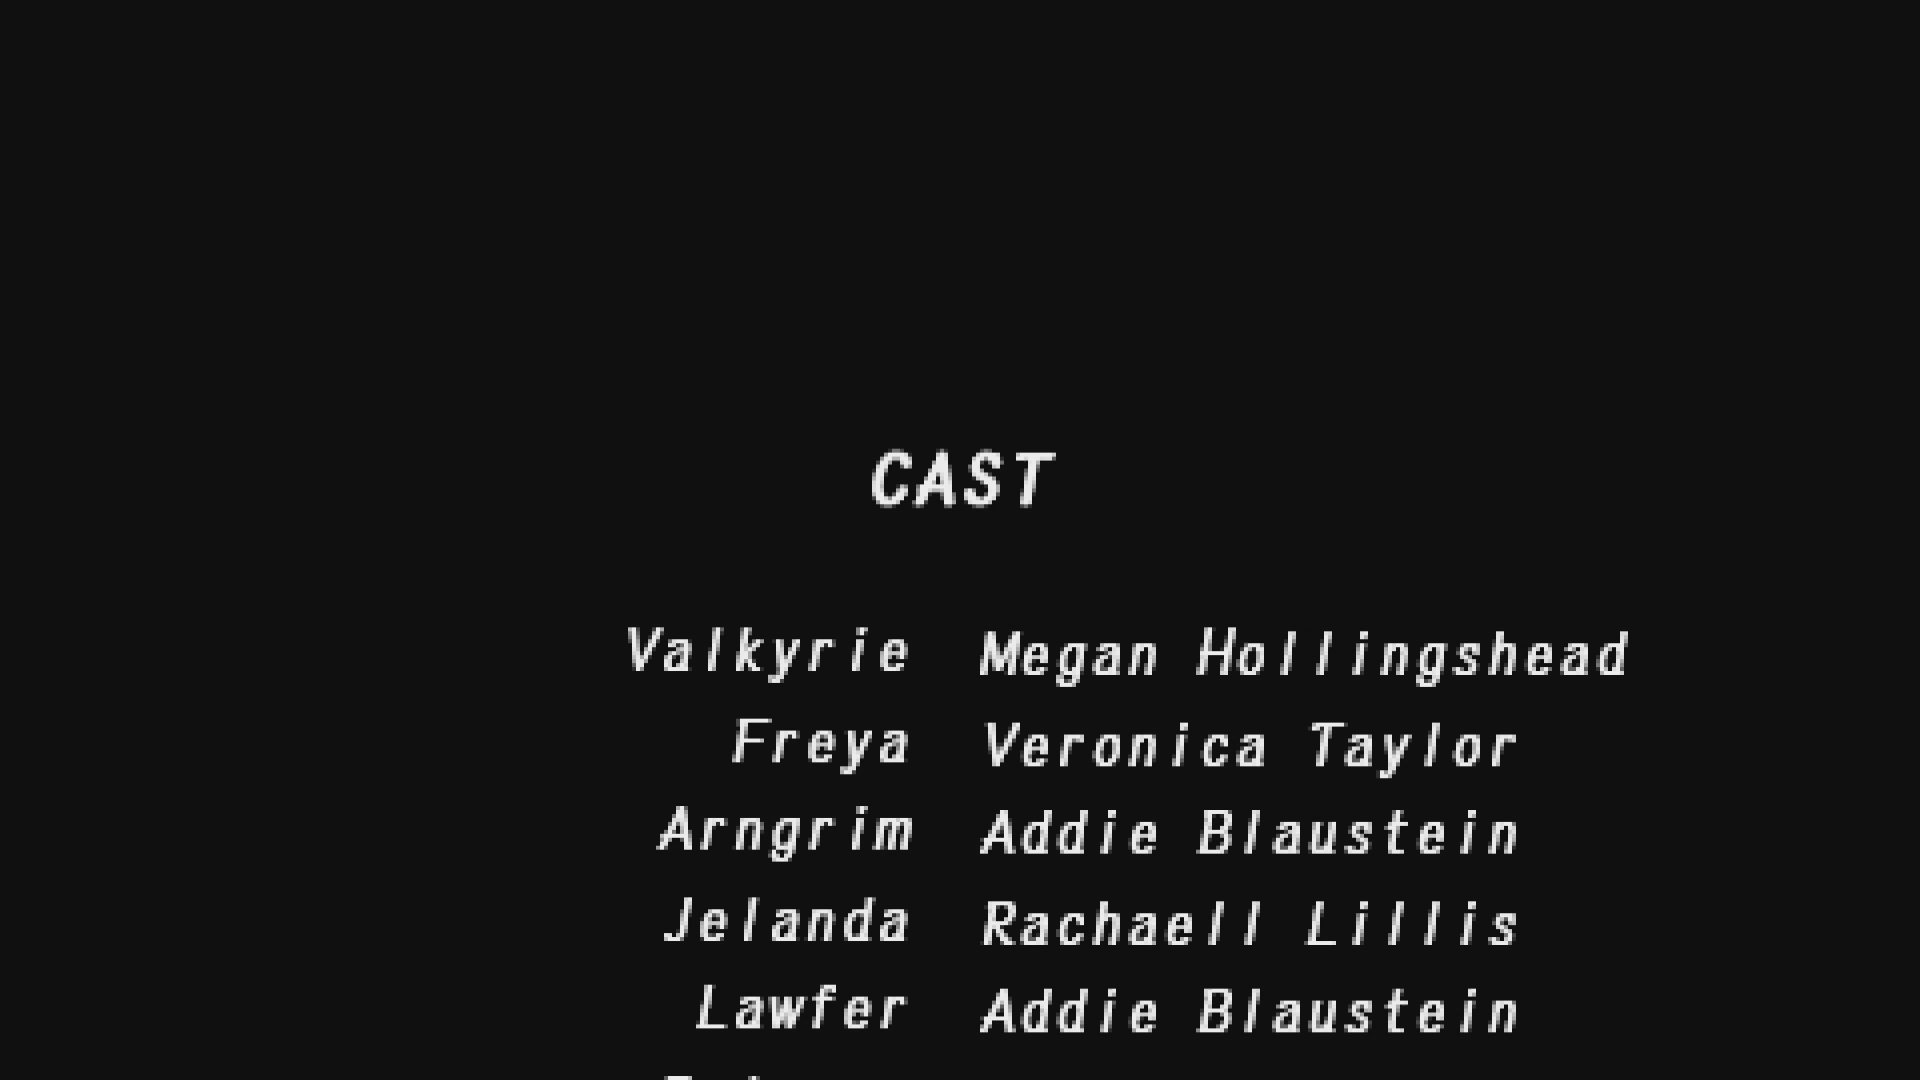 CAST
Valkyrie Megan Hollingshead
Freya Veronica Taylor
Arngrim Addie Blaustein
Jelanda Rachaell Lillis
Lawfer Addie Blaustein